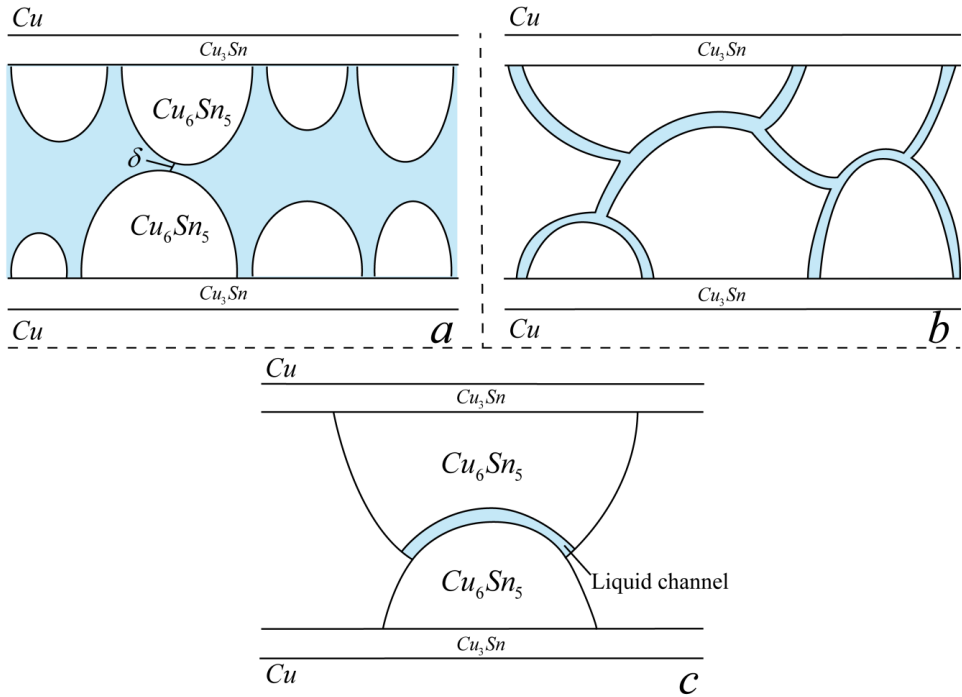 Cu
Cu₃Sn
Cu₆Sn₅
δ
Cu₆Sn₅
Cu₃Sn
Cu
a
Cu
Cu₃Sn
Cu₃Sn
Cu
b
Cu
Cu₃Sn
Cu₆Sn₅
Cu₆Sn₅
Liquid channel
Cu₃Sn
Cu
c